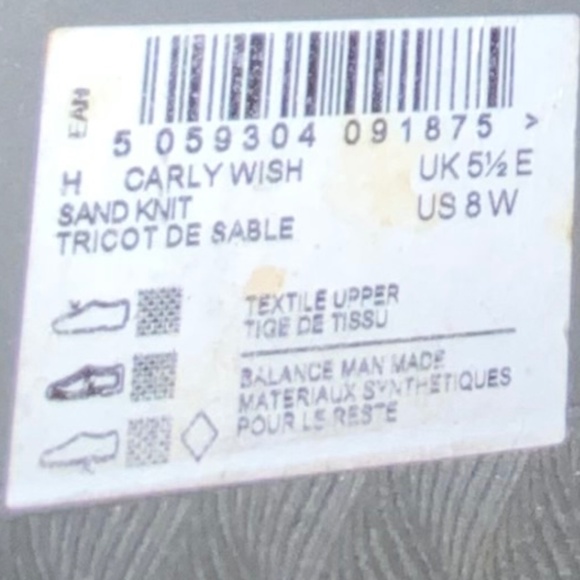 EAN
5 059304 091875 >
H CARLY WISH UK 5½ E
SAND KNIT US 8 W
TRICOT DE SABLE
TEXTILE UPPER
TIGE DE TISSU
BALANCE MAN MADE
MATERIAUX SYNTHETIQUES
POUR LE RESTE